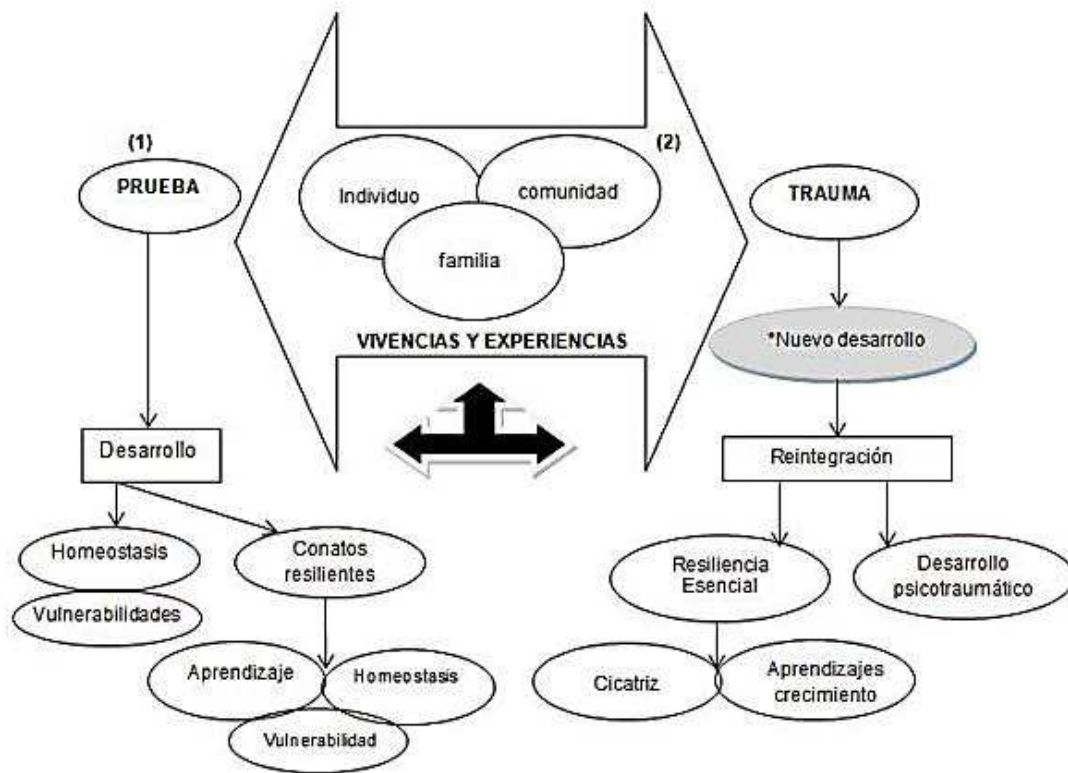 (1)
PRUEBA
(2)
Individuo
comunidad
familia
VIVENCIAS Y EXPERIENCIAS
TRAUMA
*Nuevo desarrollo
Desarrollo
Reintegración
Homeostasis
Vulnerabilidades
Conatos
resilientes
Aprendizaje
Homeostasis
Vulnerabilidad
Resiliencia
Esencial
Desarrollo
psicotraumático
Cicatriz
Aprendizajes
crecimiento